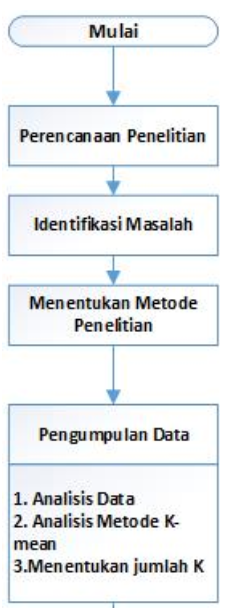 Mulai
Perencanaan Penelitian
Identifikasi Masalah
Menentukan Metode
Penelitian
Pengumpulan Data
1. Analisis Data
2. Analisis Metode K-
mean
3.Menentukan jumlah K